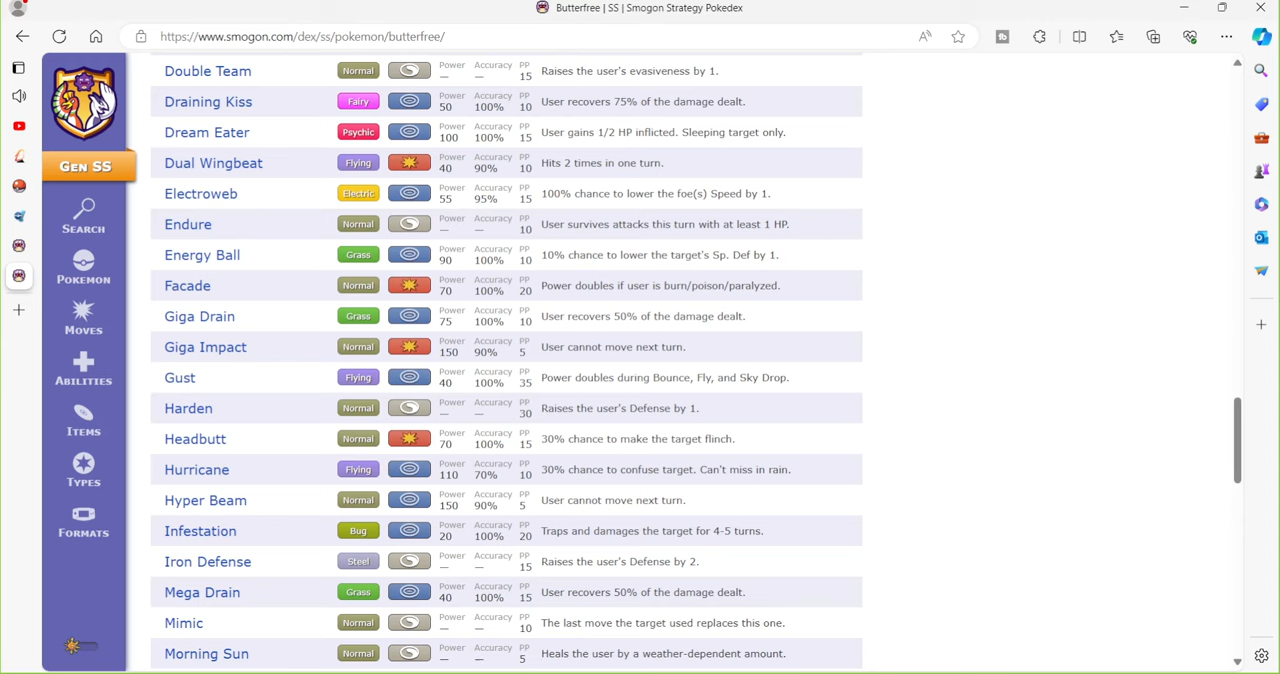 Butterfree | SS | Smogon Strategy Pokedex
https://www.smogon.com/dex/ss/pokemon/butterfree/
GEN SS
SEARCH
POKEMON
MOVES
ABILITIES
ITEMS
TYPES
FORMATS
Double Team Normal Power — Accuracy — PP 15 Raises the user's evasiveness by 1.
Draining Kiss Fairy Power 50 Accuracy 100% PP 10 User recovers 75% of the damage dealt.
Dream Eater Psychic Power 100 Accuracy 100% PP 15 User gains 1/2 HP inflicted. Sleeping target only.
Dual Wingbeat Flying Power 40 Accuracy 90% PP 10 Hits 2 times in one turn.
Electroweb Electric Power 55 Accuracy 95% PP 15 100% chance to lower the foe(s) Speed by 1.
Endure Normal Power — Accuracy — PP 10 User survives attacks this turn with at least 1 HP.
Energy Ball Grass Power 90 Accuracy 100% PP 10 10% chance to lower the target's Sp. Def by 1.
Facade Normal Power 70 Accuracy 100% PP 20 Power doubles if user is burn/poison/paralyzed.
Giga Drain Grass Power 75 Accuracy 100% PP 10 User recovers 50% of the damage dealt.
Giga Impact Normal Power 150 Accuracy 90% PP 5 User cannot move next turn.
Gust Flying Power 40 Accuracy 100% PP 35 Power doubles during Bounce, Fly, and Sky Drop.
Harden Normal Power — Accuracy — PP 30 Raises the user's Defense by 1.
Headbutt Normal Power 70 Accuracy 100% PP 15 30% chance to make the target flinch.
Hurricane Flying Power 110 Accuracy 70% PP 10 30% chance to confuse target. Can't miss in rain.
Hyper Beam Normal Power 150 Accuracy 90% PP 5 User cannot move next turn.
Infestation Bug Power 20 Accuracy 100% PP 20 Traps and damages the target for 4-5 turns.
Iron Defense Steel Power — Accuracy — PP 15 Raises the user's Defense by 2.
Mega Drain Grass Power 40 Accuracy 100% PP 15 User recovers 50% of the damage dealt.
Mimic Normal Power — Accuracy — PP 10 The last move the target used replaces this one.
Morning Sun Normal Power — Accuracy — PP 5 Heals the user by a weather-dependent amount.